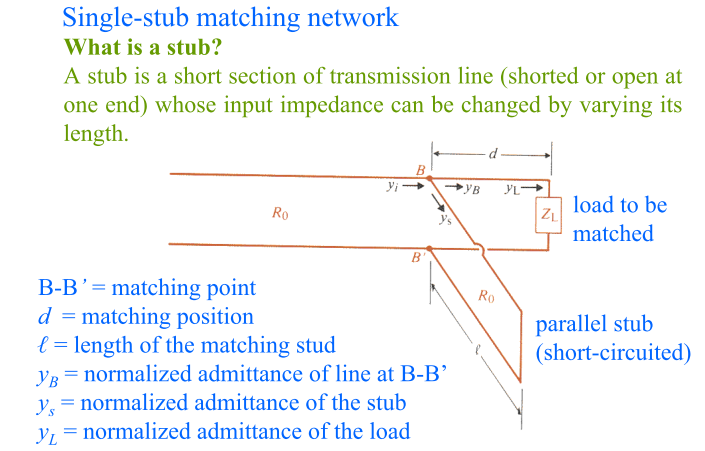 Single-stub matching network
What is a stub?
A stub is a short section of transmission line (shorted or open at
one end) whose input impedance can be changed by varying its
length.
d
B
yi
yB
yL
R0
ys
ZL
load to be
matched
B'
B-B’ = matching point
d = matching position
ℓ = length of the matching stud
yB = normalized admittance of line at B-B’
ys = normalized admittance of the stub
yL = normalized admittance of the load
R0
ℓ
parallel stub
(short-circuited)